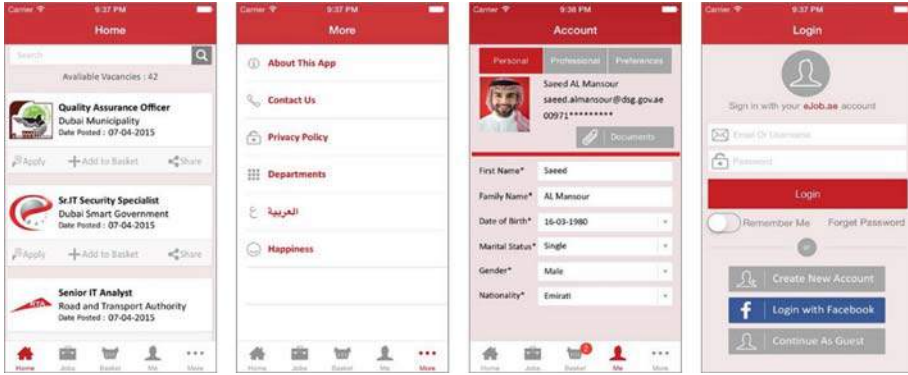 Carrier 9:37 PM
Home
Search
Available Vacancies : 42
Quality Assurance Officer
Dubai Municipality
Date Posted : 07-04-2015
Apply Add to Basket Share
Sr.IT Security Specialist
Dubai Smart Government
Date Posted : 07-04-2015
Apply Add to Basket Share
RTA
Senior IT Analyst
Road and Transport Authority
Date Posted : 07-04-2015
Home Jobs Basket Me More
Carrier 9:37 PM
More
About This App
Contact Us
Privacy Policy
Departments
ع العربية
Happiness
Home Jobs Basket Me More
Carrier 9:38 PM
Account
Personal Professional Preferences
Saeed AL Mansour
saeed.almansour@dsg.gov.ae
00971*********
Documents
First Name* Saeed
Family Name* AL Mansour
Date of Birth* 16-03-1980
Marital Status* Single
Gender* Male
Nationality* Emirati
2
Home Jobs Basket Me More
Carrier 9:37 PM
Login
Sign in with your eJob.ae account
Email Or Username
Password
Login
Remember Me Forget Password
or
Create New Account
f Login with Facebook
Continue As Guest